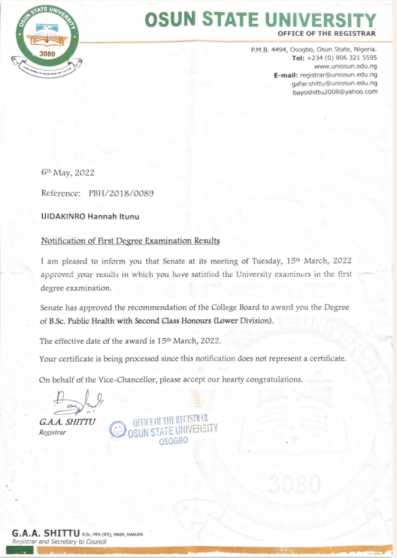 OSUN STATE UNIVERSITY
3080
OSUN STATE UNIVERSITY
OFFICE OF THE REGISTRAR
P.M.B. 4494, Osogbo, Osun State, Nigeria.
Tel: +234 (0) 806 321 5595
www.uniosun.edu.ng
E-mail: registrar@uniosun.edu.ng
gafar.shittu@uniosun.edu.ng
bayoshittu2008@yahoo.com
6th May, 2022
Reference: PBH/2018/0089
UIDAKINRO Hannah Itunu
Notification of First Degree Examination Results
I am pleased to inform you that Senate at its meeting of Tuesday, 15th March, 2022
approved your results in which you have satisfied the University examiners in the first
degree examination.
Senate has approved the recommendation of the College Board to award you the Degree
of B.Sc. Public Health with Second Class Honours (Lower Division).
The effective date of the award is 15th March, 2022.
Your certificate is being processed since this notification does not represent a certificate.
On behalf of the Vice-Chancellor, please accept our hearty congratulations.
G.A.A. SHITTU
Registrar
OFFICE OF THE REGISTRAR
OSUN STATE UNIVERSITY
OSOGBO
3080
G.A.A. SHITTU
Registrar and Secretary to Council